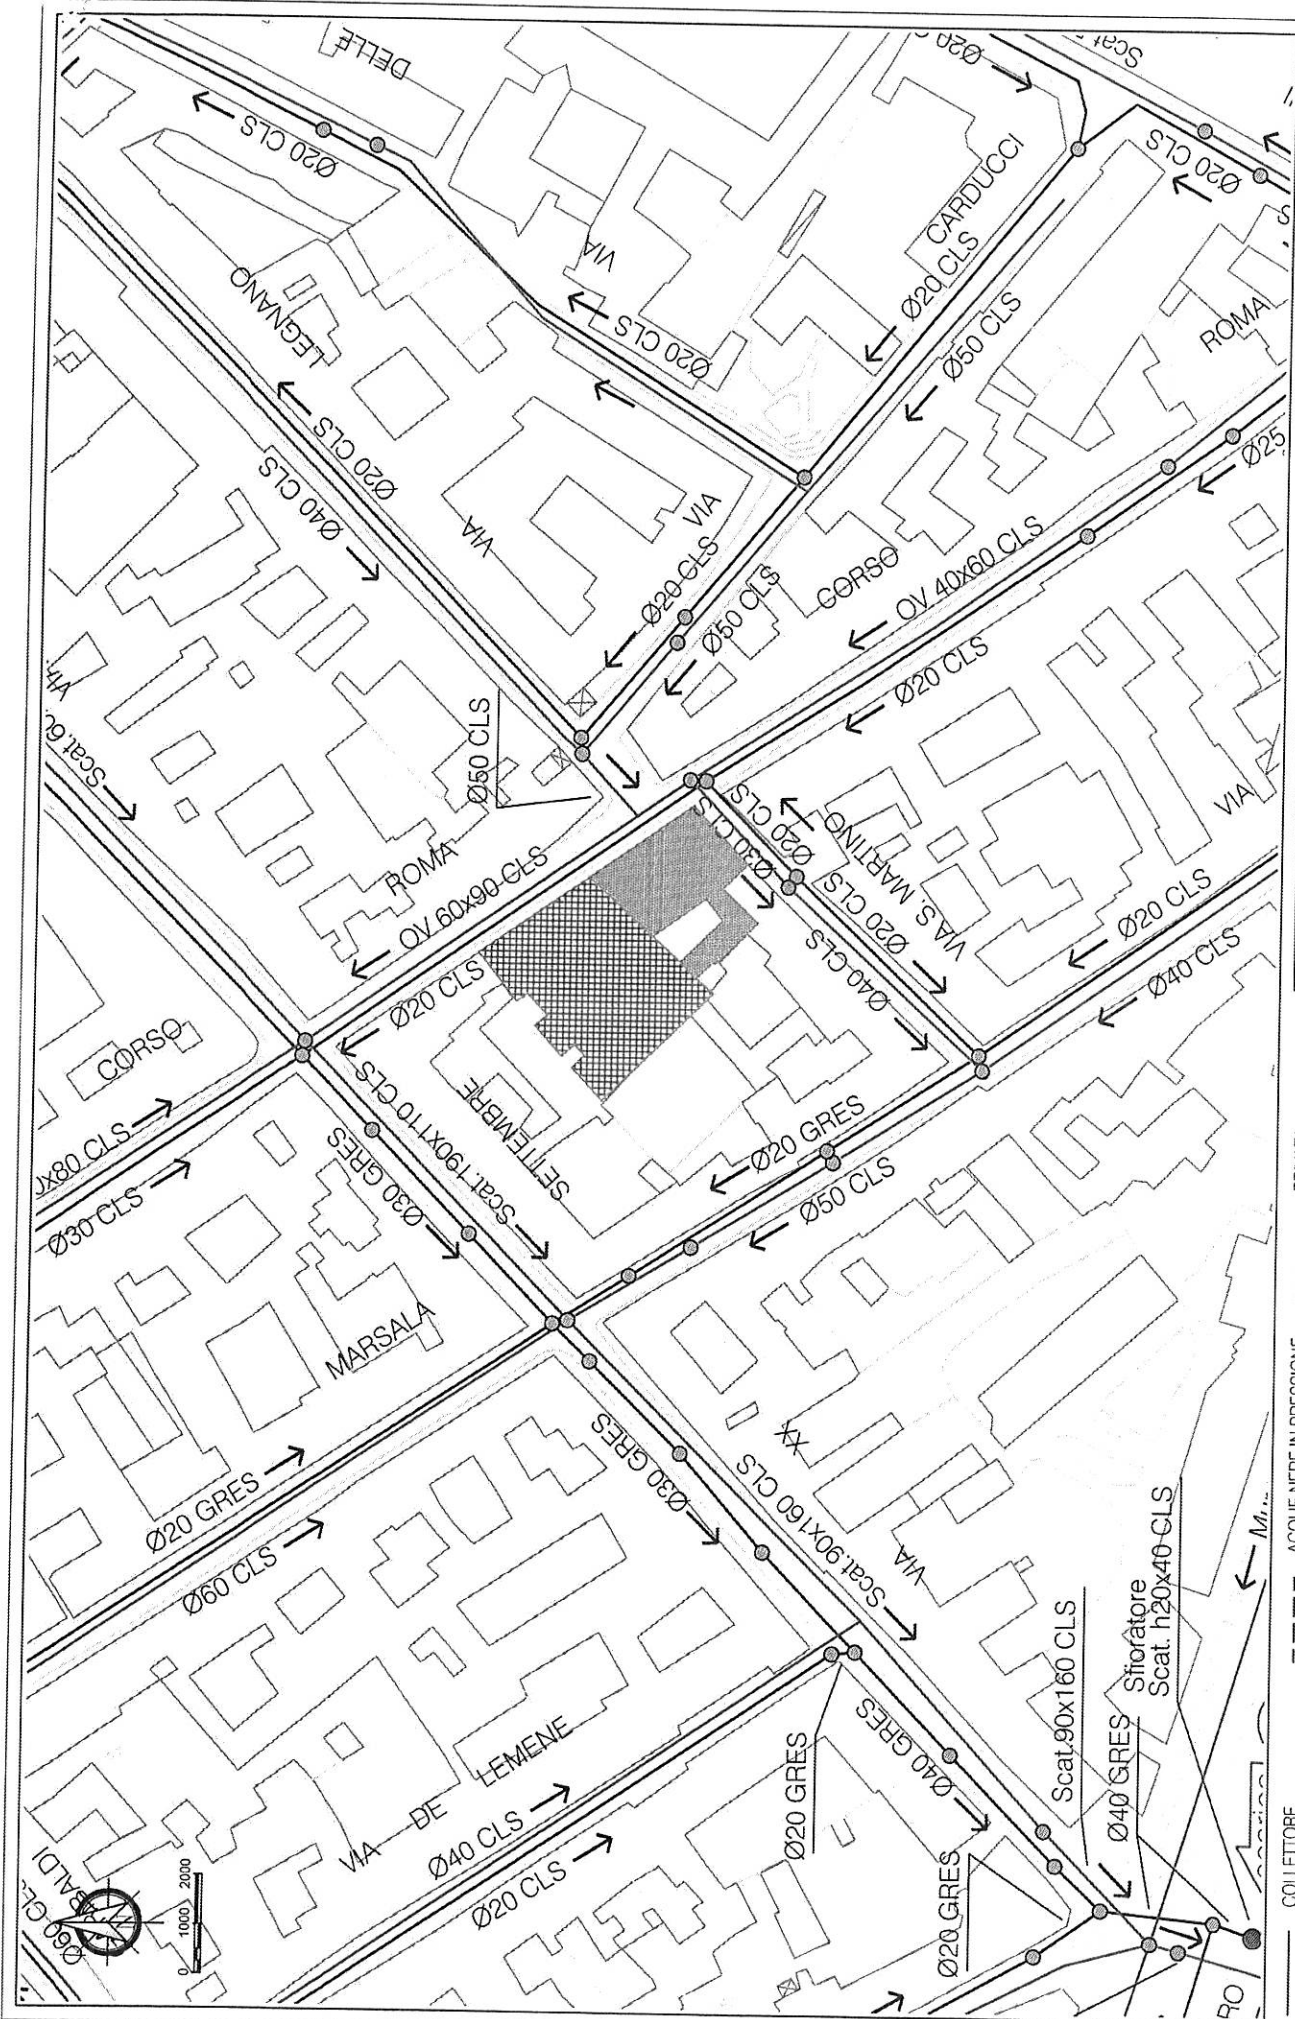 DELLE
Ø20 CLS
Ø20
CARDUCCI
Ø20 CLS
LEGNANO
VIA
Ø20 CLS
Ø20 CLS
Ø50 CLS
ROMA
Ø20 CLS
Ø40 CLS
VIA
VIA
Ø25
Ø20 CLS
Ø50 CLS
CORSO
OV 40x60 CLS
Ø20 CLS
Ø50 CLS
ROMA
OV 60x90 CLS
Ø20 CLS
Ø30 CLS
Ø20 CLS
VIA S. MARTINO
Ø20 CLS
Ø40 CLS
VIA
Ø20 CLS
Ø40 CLS
CORSO
x80 CLS
Ø30 CLS
Scat.190x110 CLS
Ø30 GRES
SETTEMBRE
Ø20 GRES
Ø50 CLS
MARSALA
Ø20 GRES
Ø60 CLS
Ø30 GRES
XX
Scat.90x160 CLS
VIA
LEMENE
DE
VIA
Ø40 CLS
Ø20 CLS
Ø20 GRES
Ø40 GRES
Ø20 GRES
Scat.90x160 CLS
Ø40 GRES
Sfioratore
Scat. h20x40 CLS
0 1000 2000
ACQUE NERE IN PRESSIONE
COLLETTORE